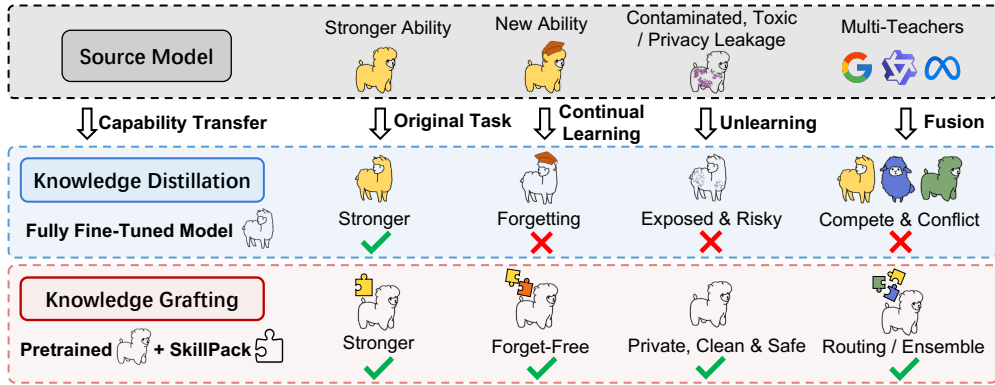 Source Model
Stronger Ability
New Ability
Contaminated, Toxic
/ Privacy Leakage
Multi-Teachers
Capability Transfer
Original Task
Continual
Learning
Unlearning
Fusion
Knowledge Distillation
Fully Fine-Tuned Model
Stronger
Forgetting
Exposed & Risky
Compete & Conflict
Knowledge Grafting
Pretrained + SkillPack
Stronger
Forget-Free
Private, Clean & Safe
Routing / Ensemble